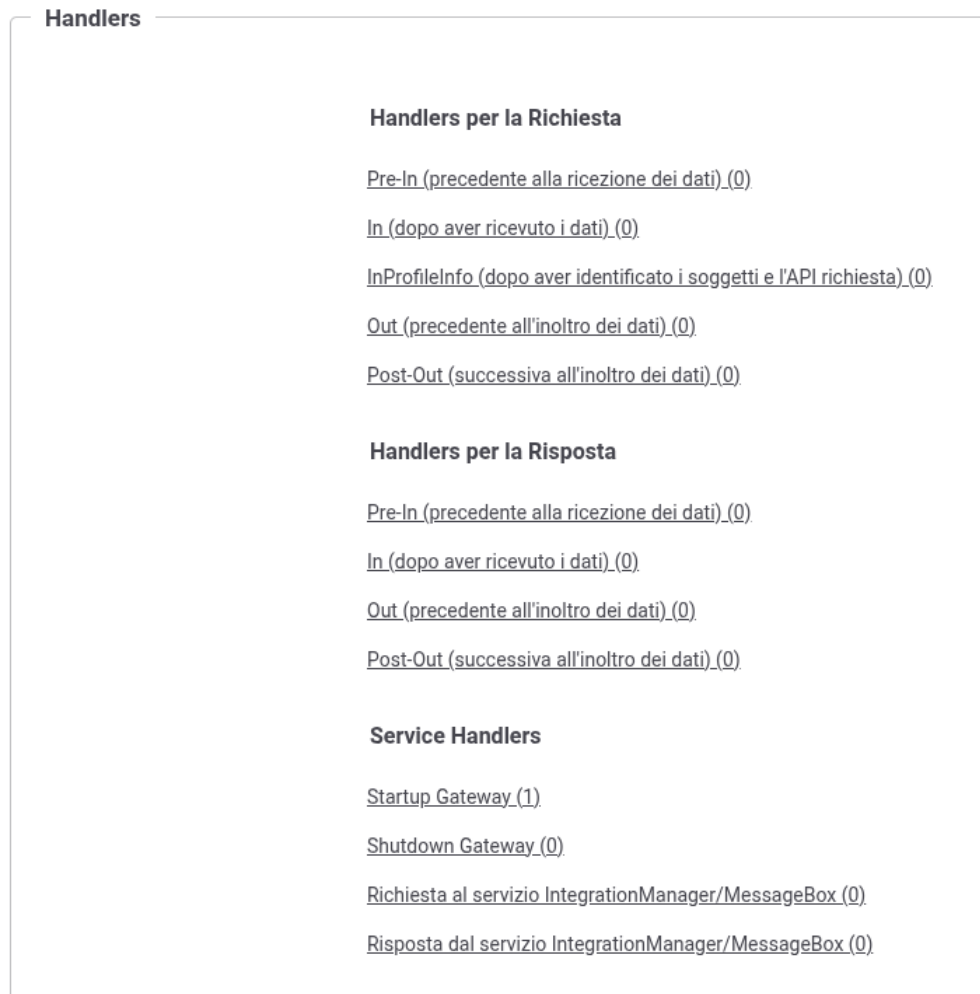 Handlers
Handlers per la Richiesta
Pre-In (precedente alla ricezione dei dati) (0)
In (dopo aver ricevuto i dati) (0)
InProfileInfo (dopo aver identificato i soggetti e l'API richiesta) (0)
Out (precedente all'inoltro dei dati) (0)
Post-Out (successiva all'inoltro dei dati) (0)
Handlers per la Risposta
Pre-In (precedente alla ricezione dei dati) (0)
In (dopo aver ricevuto i dati) (0)
Out (precedente all'inoltro dei dati) (0)
Post-Out (successiva all'inoltro dei dati) (0)
Service Handlers
Startup Gateway (1)
Shutdown Gateway (0)
Richiesta al servizio IntegrationManager/MessageBox (0)
Risposta dal servizio IntegrationManager/MessageBox (0)